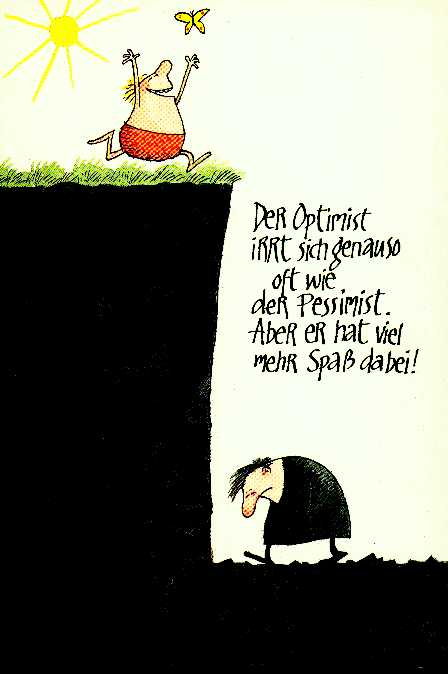 Der Optimist
irrt sich genauso
oft wie
der Pessimist.
Aber er hat viel
mehr Spaß dabei!